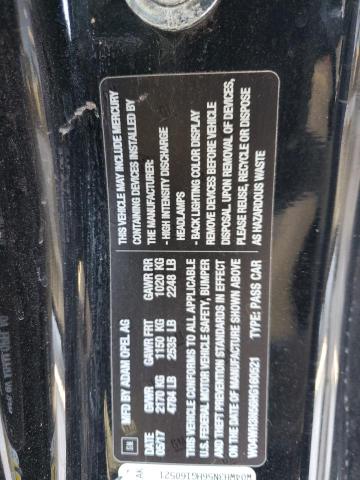 MFD BY ADAM OPEL AG
05/17 GVWR GAWR FRT GAWR RR
2170 KG 1150 KG 1020 KG
4784 LB 2535 LB 2248 LB
THIS VEHICLE CONFORMS TO ALL APPLICABLE
U.S. FEDERAL MOTOR VEHICLE SAFETY, BUMPER
AND THEFT PREVENTION STANDARDS IN EFFECT
ON THE DATE OF MANUFACTURE SHOWN ABOVE
W04WH3N56HG160521 TYPE: PASS CAR
THIS VEHICLE MAY INCLUDE MERCURY
CONTAINING DEVICES INSTALLED BY
THE MANUFACTURER:
- HIGH INTENSITY DISCHARGE
HEADLAMPS
- BACK LIGHTING COLOR DISPLAY
REMOVE DEVICES BEFORE VEHICLE
DISPOSAL. UPON REMOVAL OF DEVICES,
PLEASE REUSE, RECYCLE OR DISPOSE
AS HAZARDOUS WASTE
W04WH3N56HG160521